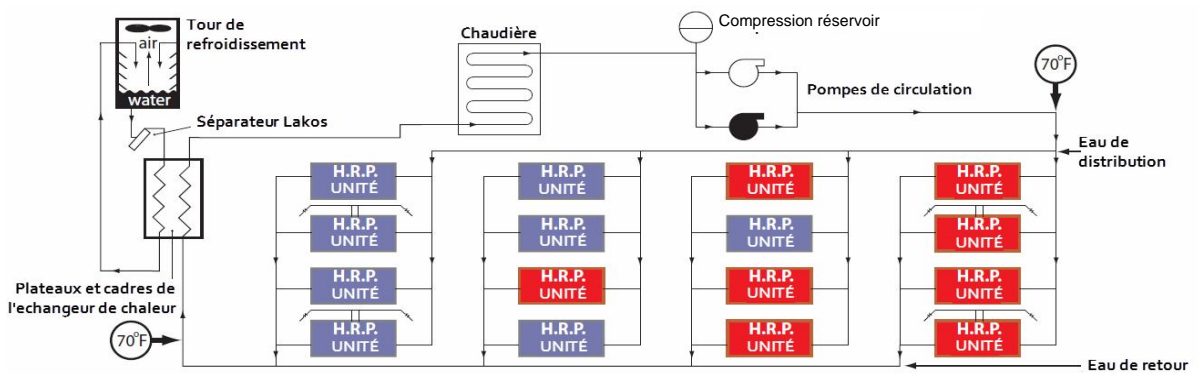 Tour de
refroidissement
air
water
Séparateur Lakos
Chaudière
Compression réservoir
Pompes de circulation
70°F
Eau de
distribution
H.R.P.
UNITÉ
H.R.P.
UNITÉ
H.R.P.
UNITÉ
H.R.P.
UNITÉ
H.R.P.
UNITÉ
H.R.P.
UNITÉ
H.R.P.
UNITÉ
H.R.P.
UNITÉ
H.R.P.
UNITÉ
H.R.P.
UNITÉ
H.R.P.
UNITÉ
H.R.P.
UNITÉ
H.R.P.
UNITÉ
H.R.P.
UNITÉ
H.R.P.
UNITÉ
H.R.P.
UNITÉ
Plateaux et cadres de
l'echangeur de chaleur
70°F
Eau de retour